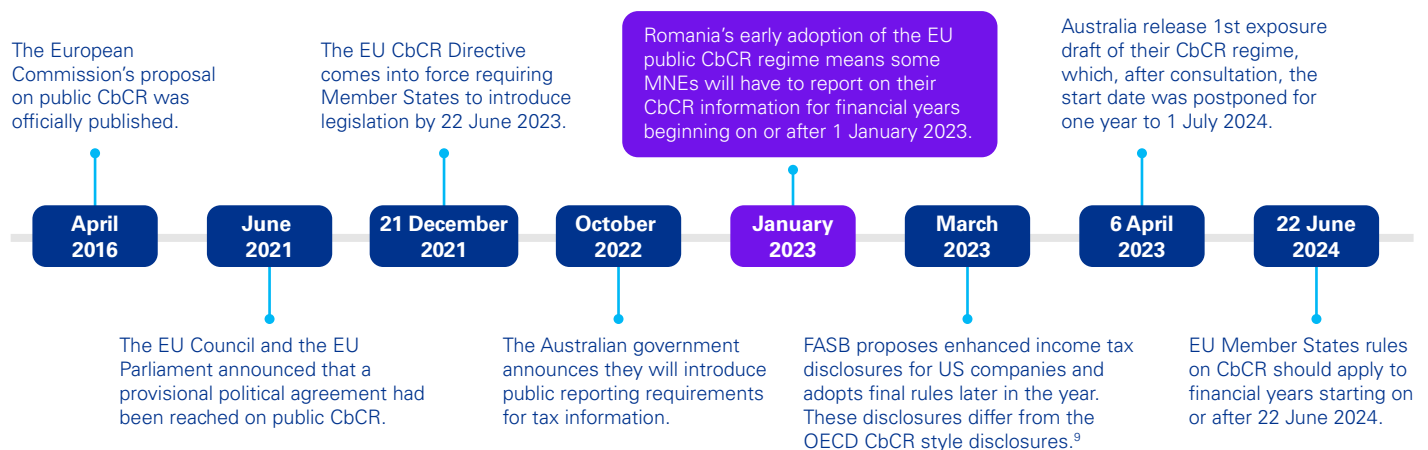 The European
Commission’s proposal
on public CbCR was
officially published.
The EU CbCR Directive
comes into force requiring
Member States to introduce
legislation by 22 June 2023.
Romania’s early adoption of the EU
public CbCR regime means some
MNEs will have to report on their
CbCR information for financial years
beginning on or after 1 January 2023.
Australia release 1st exposure
draft of their CbCR regime,
which, after consultation, the
start date was postponed for
one year to 1 July 2024.
April
2016
June
2021
21 December
2021
October
2022
January
2023
March
2023
6 April
2023
22 June
2024
The EU Council and the EU
Parliament announced that a
provisional political agreement had
been reached on public CbCR.
The Australian government
announces they will introduce
public reporting requirements
for tax information.
FASB proposes enhanced income tax
disclosures for US companies and
adopts final rules later in the year.
These disclosures differ from the
OECD CbCR style disclosures.⁹
EU Member States rules
on CbCR should apply to
financial years starting on
or after 22 June 2024.